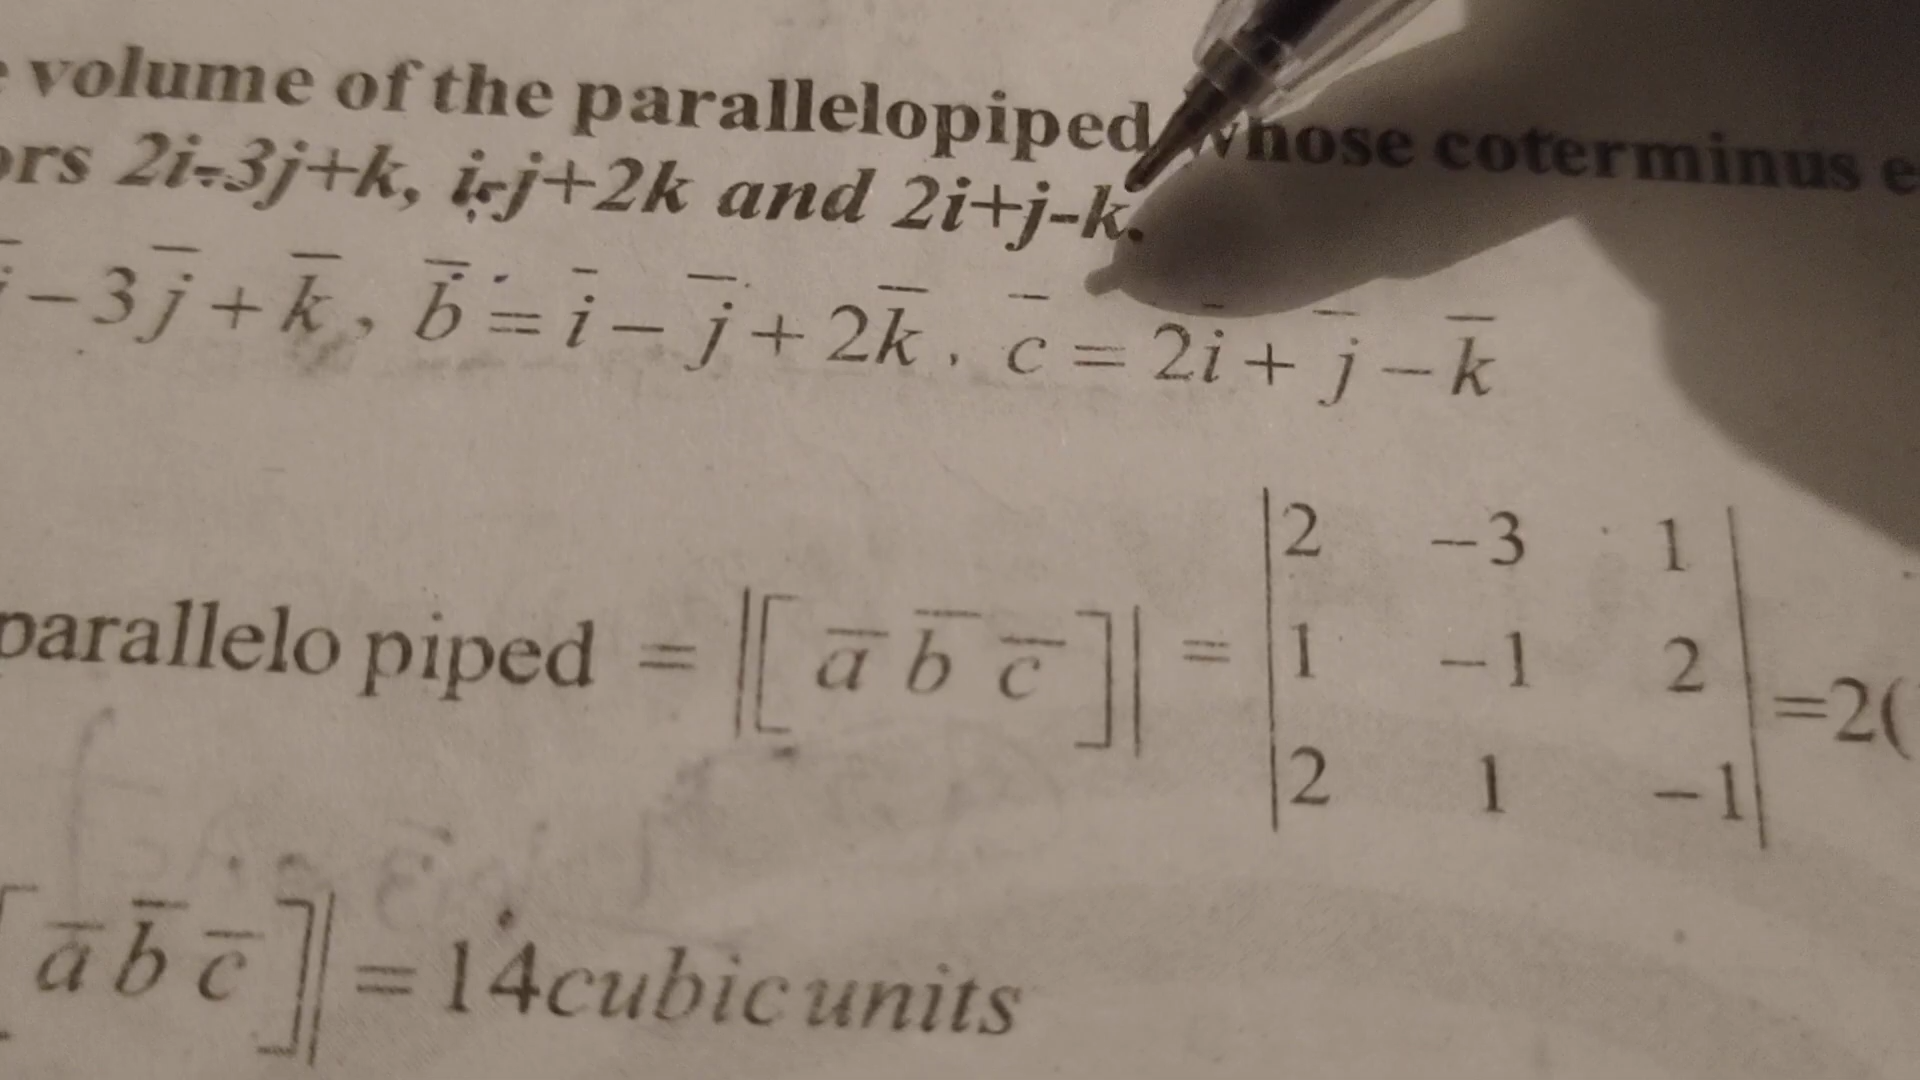 volume of the parallelopiped whose coterminus e
ors 2i-3j+k, i-j+2k and 2i+j-k.
i̅ - 3j̅ + k̅, b̅ = i̅ - j̅ + 2k̅, c̅ = 2i̅ + j̅ - k̅
parallelo piped = |[a̅ b̅ c̅]| = |2 -3 1|
|1 -1 2| =2(
|2 1 -1|
[a̅ b̅ c̅]| = 14cubic units